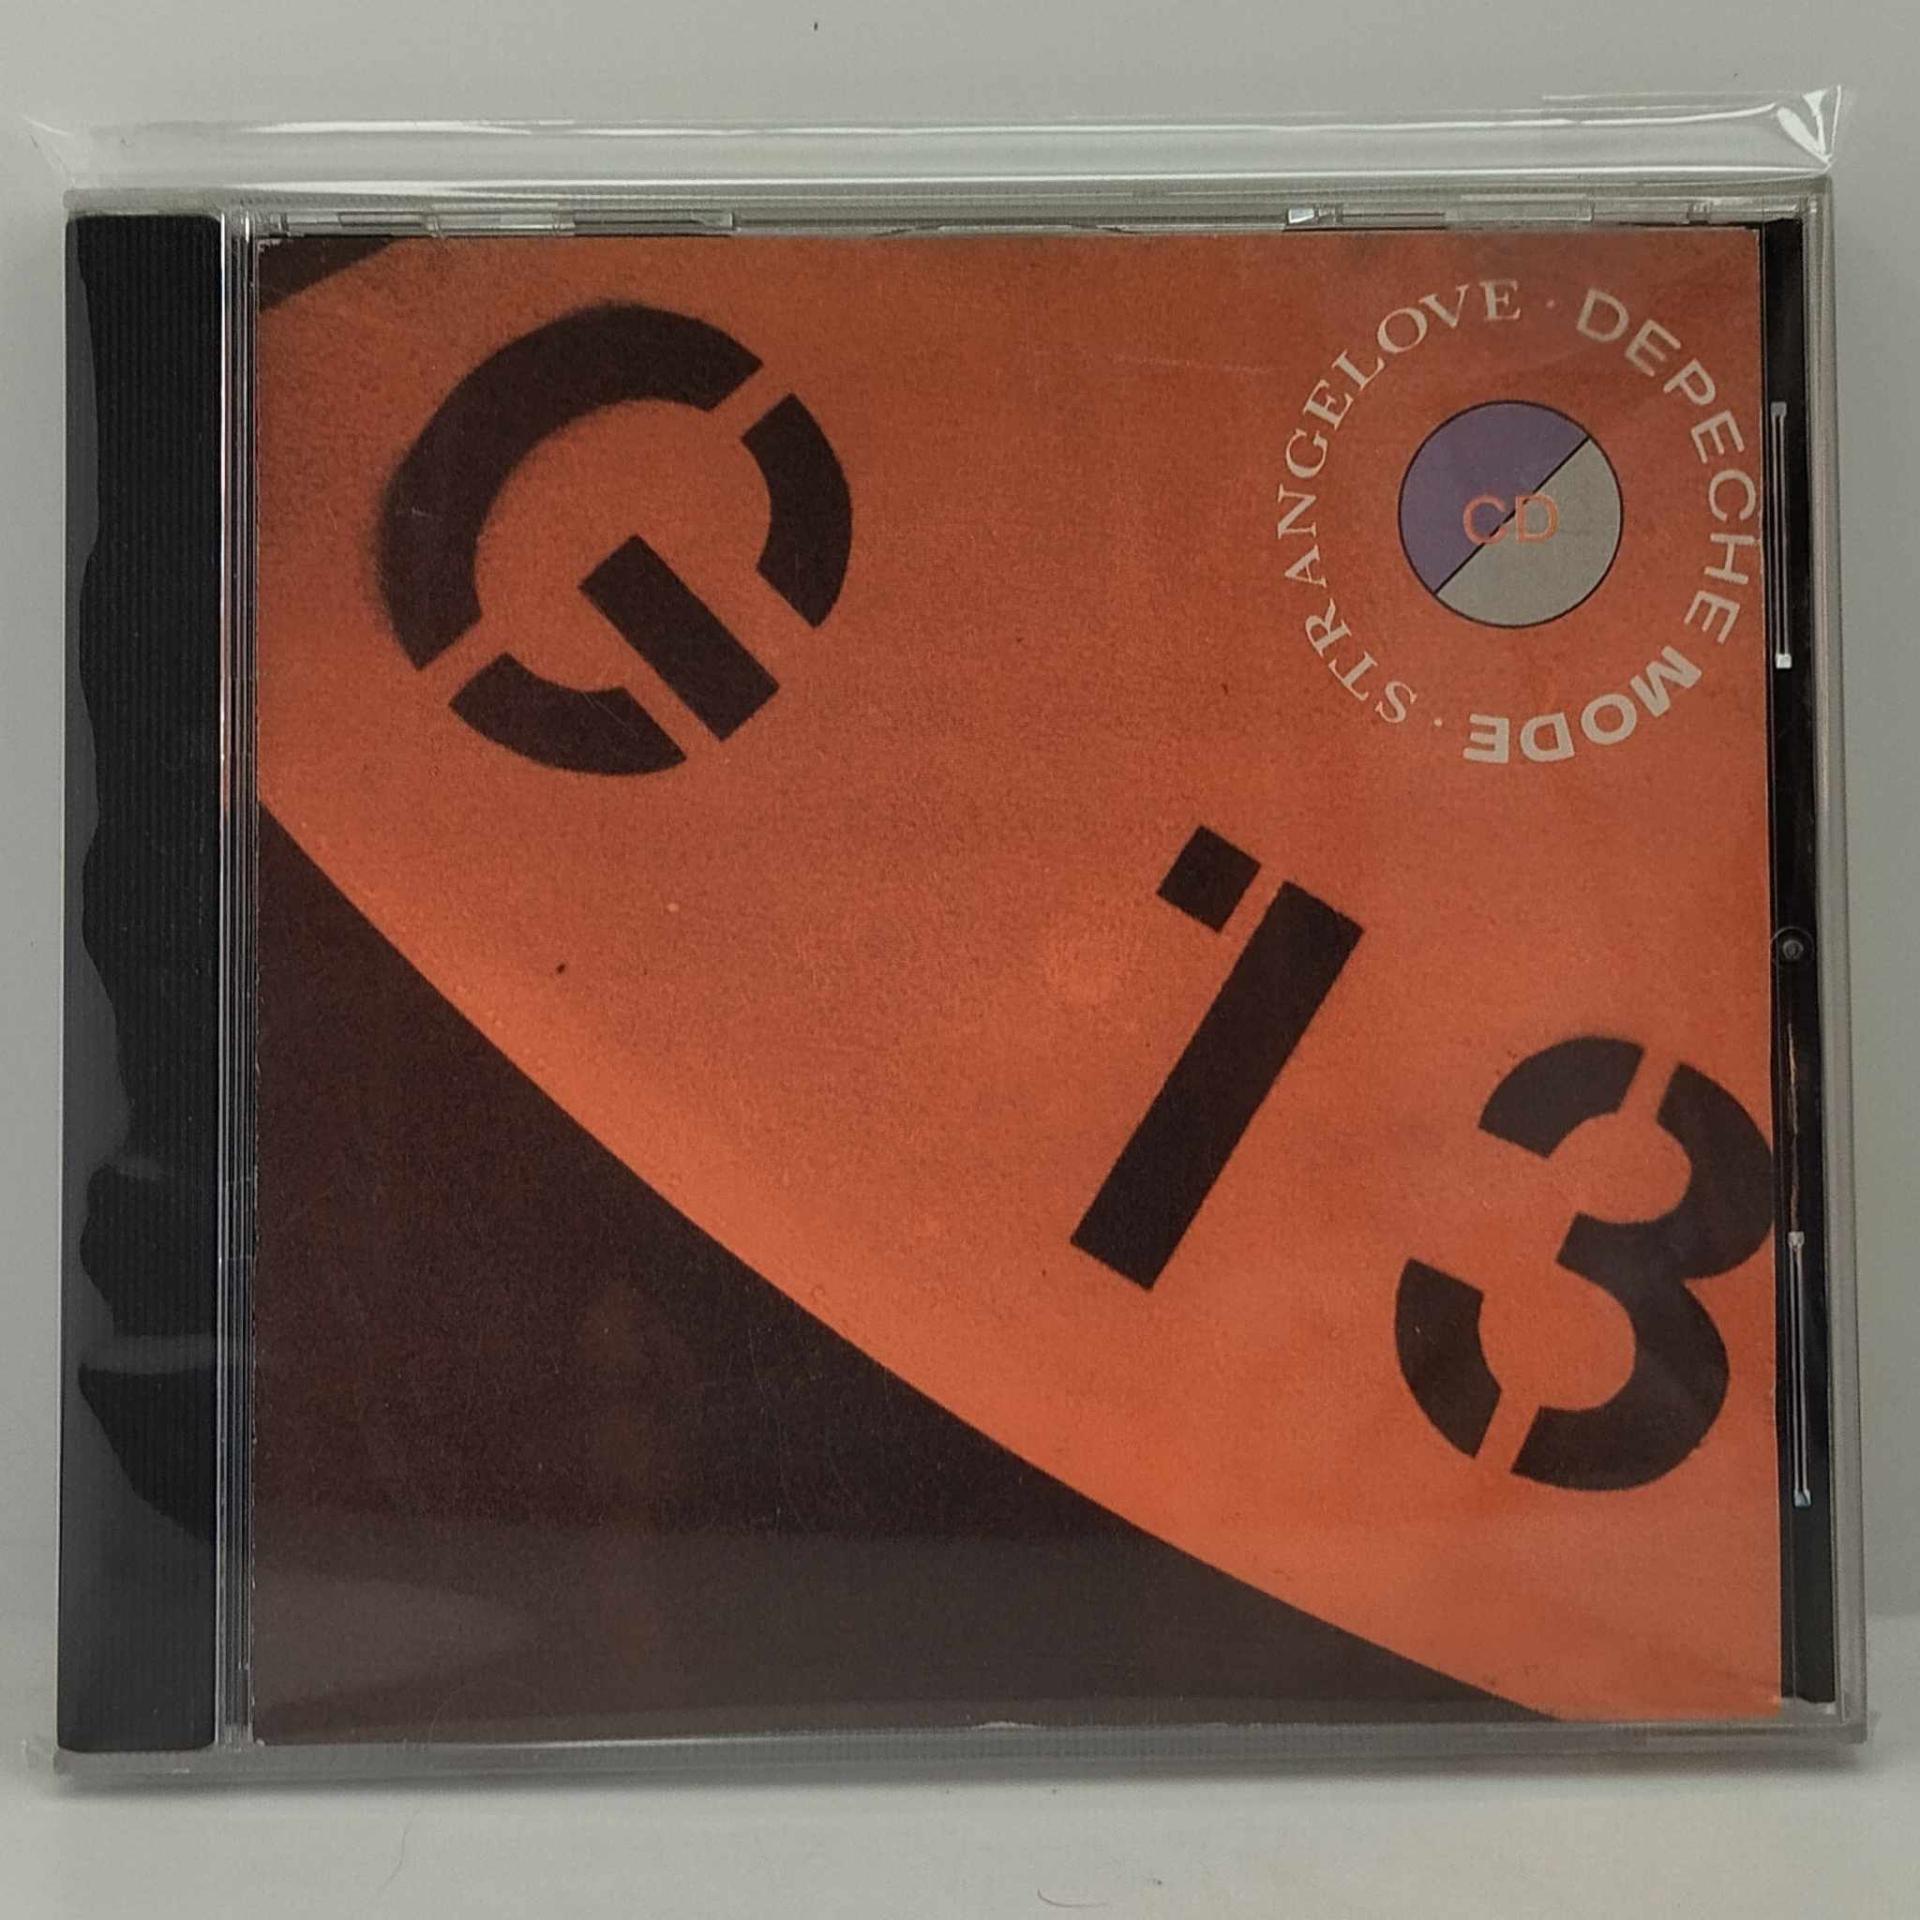 STRANGELOVE · DEPECHE MODE ·
CD
G 13